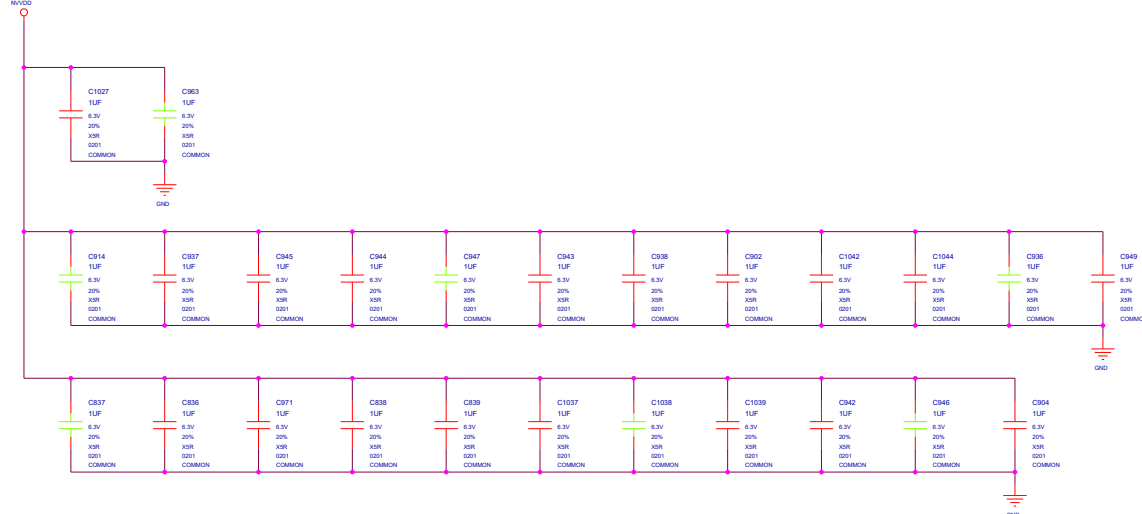 NVVDD
C1027
1UF
6.3V
20%
X5R
0201
COMMON
C963
1UF
6.3V
20%
X5R
0201
COMMON
GND
C914
1UF
6.3V
20%
X5R
0201
COMMON
C937
1UF
6.3V
20%
X5R
0201
COMMON
C945
1UF
6.3V
20%
X5R
0201
COMMON
C944
1UF
6.3V
20%
X5R
0201
COMMON
C947
1UF
6.3V
20%
X5R
0201
COMMON
C943
1UF
6.3V
20%
X5R
0201
COMMON
C938
1UF
6.3V
20%
X5R
0201
COMMON
C902
1UF
6.3V
20%
X5R
0201
COMMON
C1042
1UF
6.3V
20%
X5R
0201
COMMON
C1044
1UF
6.3V
20%
X5R
0201
COMMON
C936
1UF
6.3V
20%
X5R
0201
COMMON
C949
1UF
6.3V
20%
X5R
0201
COMMO
GND
C837
1UF
6.3V
20%
X5R
0201
COMMON
C836
1UF
6.3V
20%
X5R
0201
COMMON
C971
1UF
6.3V
20%
X5R
0201
COMMON
C838
1UF
6.3V
20%
X5R
0201
COMMON
C839
1UF
6.3V
20%
X5R
0201
COMMON
C1037
1UF
6.3V
20%
X5R
0201
COMMON
C1038
1UF
6.3V
20%
X5R
0201
COMMON
C1039
1UF
6.3V
20%
X5R
0201
COMMON
C942
1UF
6.3V
20%
X5R
0201
COMMON
C946
1UF
6.3V
20%
X5R
0201
COMMON
C904
1UF
6.3V
20%
X5R
0201
COMMON